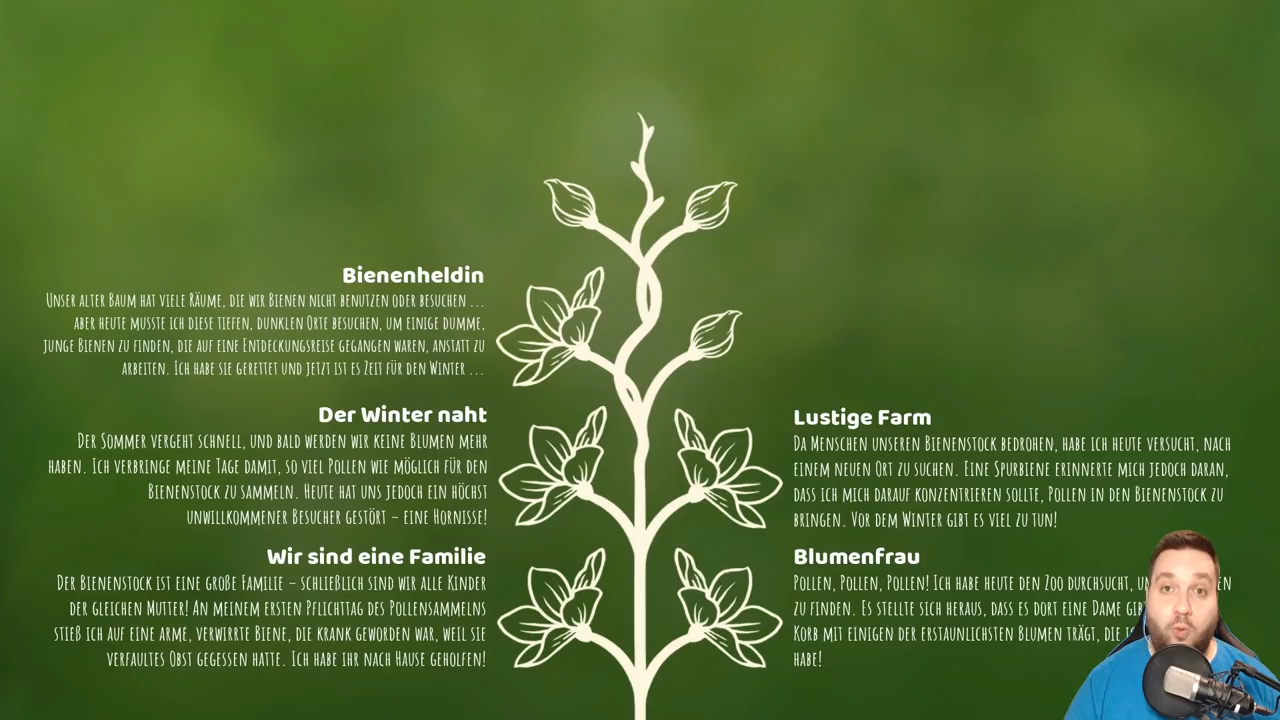 Bienenheldin
Unser alter Baum hat viele Räume, die wir Bienen nicht benutzen oder besuchen ...
aber heute musste ich diese tiefen, dunklen Orte besuchen, um einige dumme,
junge Bienen zu finden, die auf eine Entdeckungsreise gegangen waren, anstatt zu
arbeiten. Ich habe sie gerettet und jetzt ist es Zeit für den Winter ...
Der Winter naht
Der Sommer vergeht schnell, und bald werden wir keine Blumen mehr
haben. Ich verbringe meine Tage damit, so viel Pollen wie möglich für den
Bienenstock zu sammeln. Heute hat uns jedoch ein höchst
unwillkommener Besucher gestört – eine Hornisse!
Wir sind eine Familie
Der Bienenstock ist eine große Familie – schließlich sind wir alle Kinder
der gleichen Mutter! An meinem ersten Pflichttag des Pollensammelns
stieß ich auf eine arme, verwirrte Biene, die krank geworden war, weil sie
verfaultes Obst gegessen hatte. Ich habe ihr nach Hause geholfen!
Lustige Farm
Da Menschen unseren Bienenstock bedrohen, habe ich heute versucht, nach
einem neuen Ort zu suchen. Eine Spurbiene erinnerte mich jedoch daran,
dass ich mich darauf konzentrieren sollte, Pollen in den Bienenstock zu
bringen. Vor dem Winter gibt es viel zu tun!
Blumenfrau
Pollen, Pollen, Pollen! Ich habe heute den Zoo durchsucht,
zu finden. Es stellte sich heraus, dass es dort eine Dame
Korb mit einigen der erstaunlichsten Blumen trägt, die
habe!